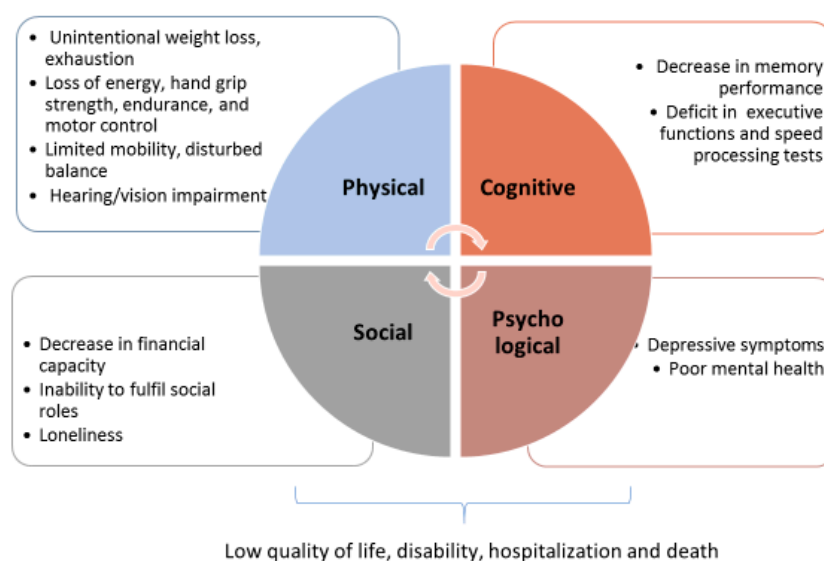 • Unintentional weight loss,
exhaustion
• Loss of energy, hand grip
strength, endurance, and
motor control
• Limited mobility, disturbed
balance
• Hearing/vision impairment
• Decrease in memory
performance
• Deficit in executive
functions and speed
processing tests
Physical
Cognitive
Social
Psycho
logical
• Decrease in financial
capacity
• Inability to fulfil social
roles
• Loneliness
• Depressive symptoms
• Poor mental health
Low quality of life, disability, hospitalization and death